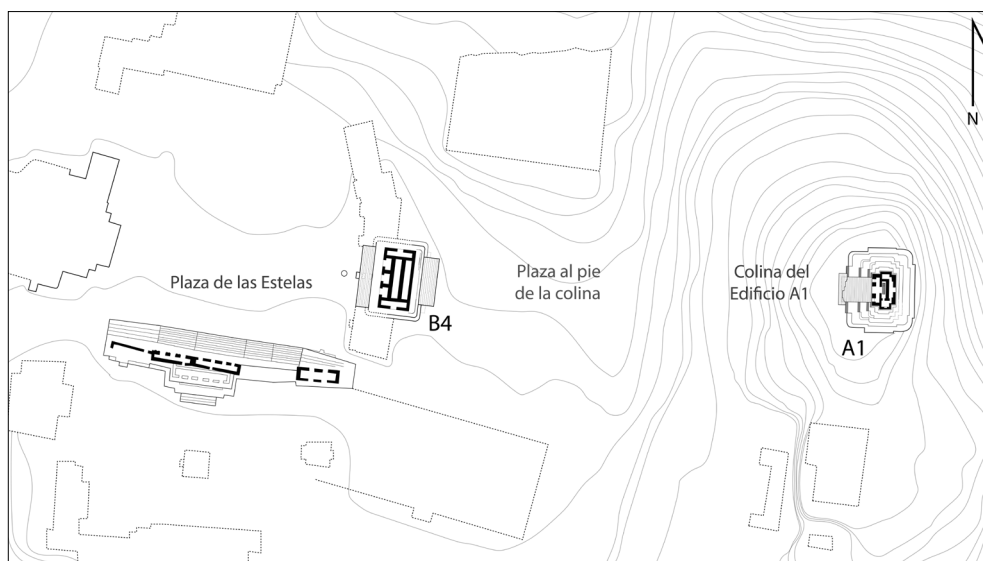 N
Plaza de las Estelas
Plaza al pie
de la colina
Colina del
Edificio A1
B4
A1